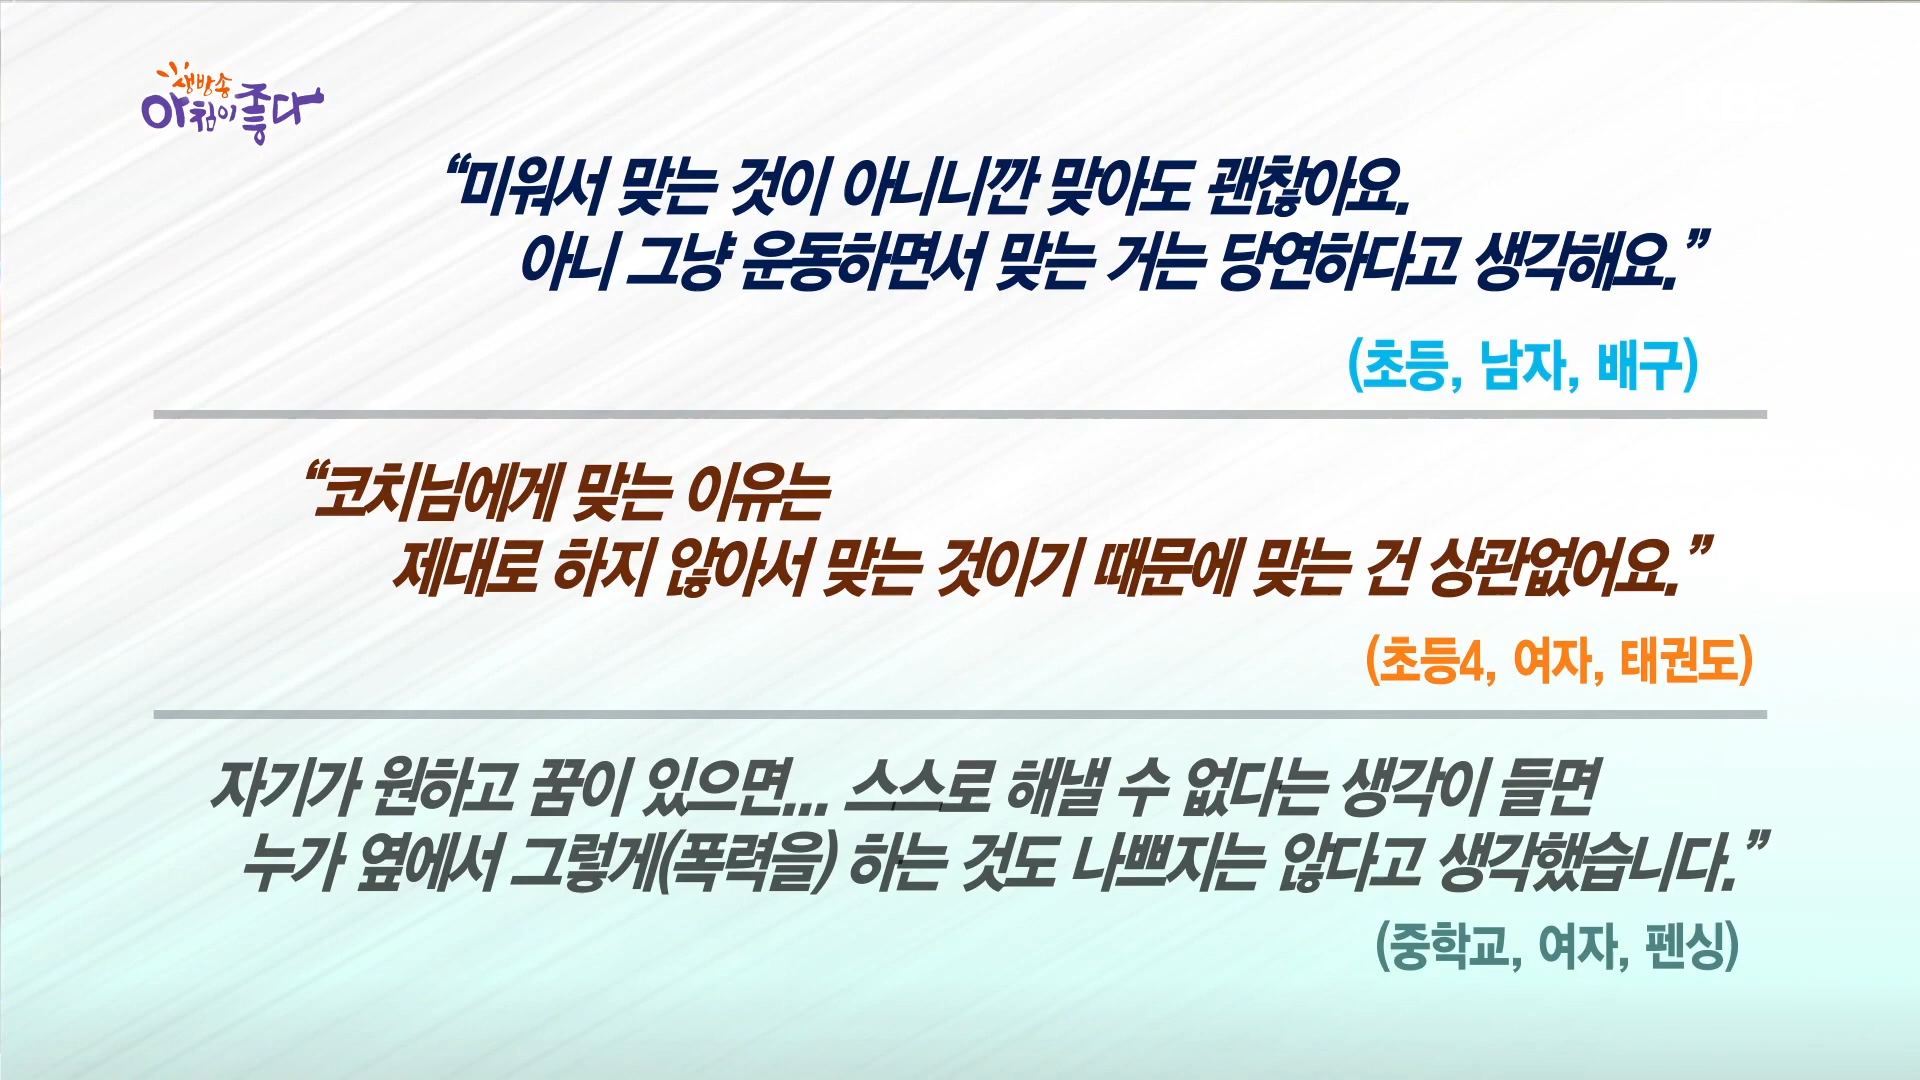 생방송
아침이 좋다
“미워서 맞는 것이 아니니깐 맞아도 괜찮아요.
아니 그냥 운동하면서 맞는 거는 당연하다고 생각해요.”
(초등, 남자, 배구)
“코치님에게 맞는 이유는
제대로 하지 않아서 맞는 것이기 때문에 맞는 건 상관없어요.”
(초등4, 여자, 태권도)
자기가 원하고 꿈이 있으면... 스스로 해낼 수 없다는 생각이 들면
누가 옆에서 그렇게(폭력을) 하는 것도 나쁘지는 않다고 생각했습니다.”
(중학교, 여자, 펜싱)